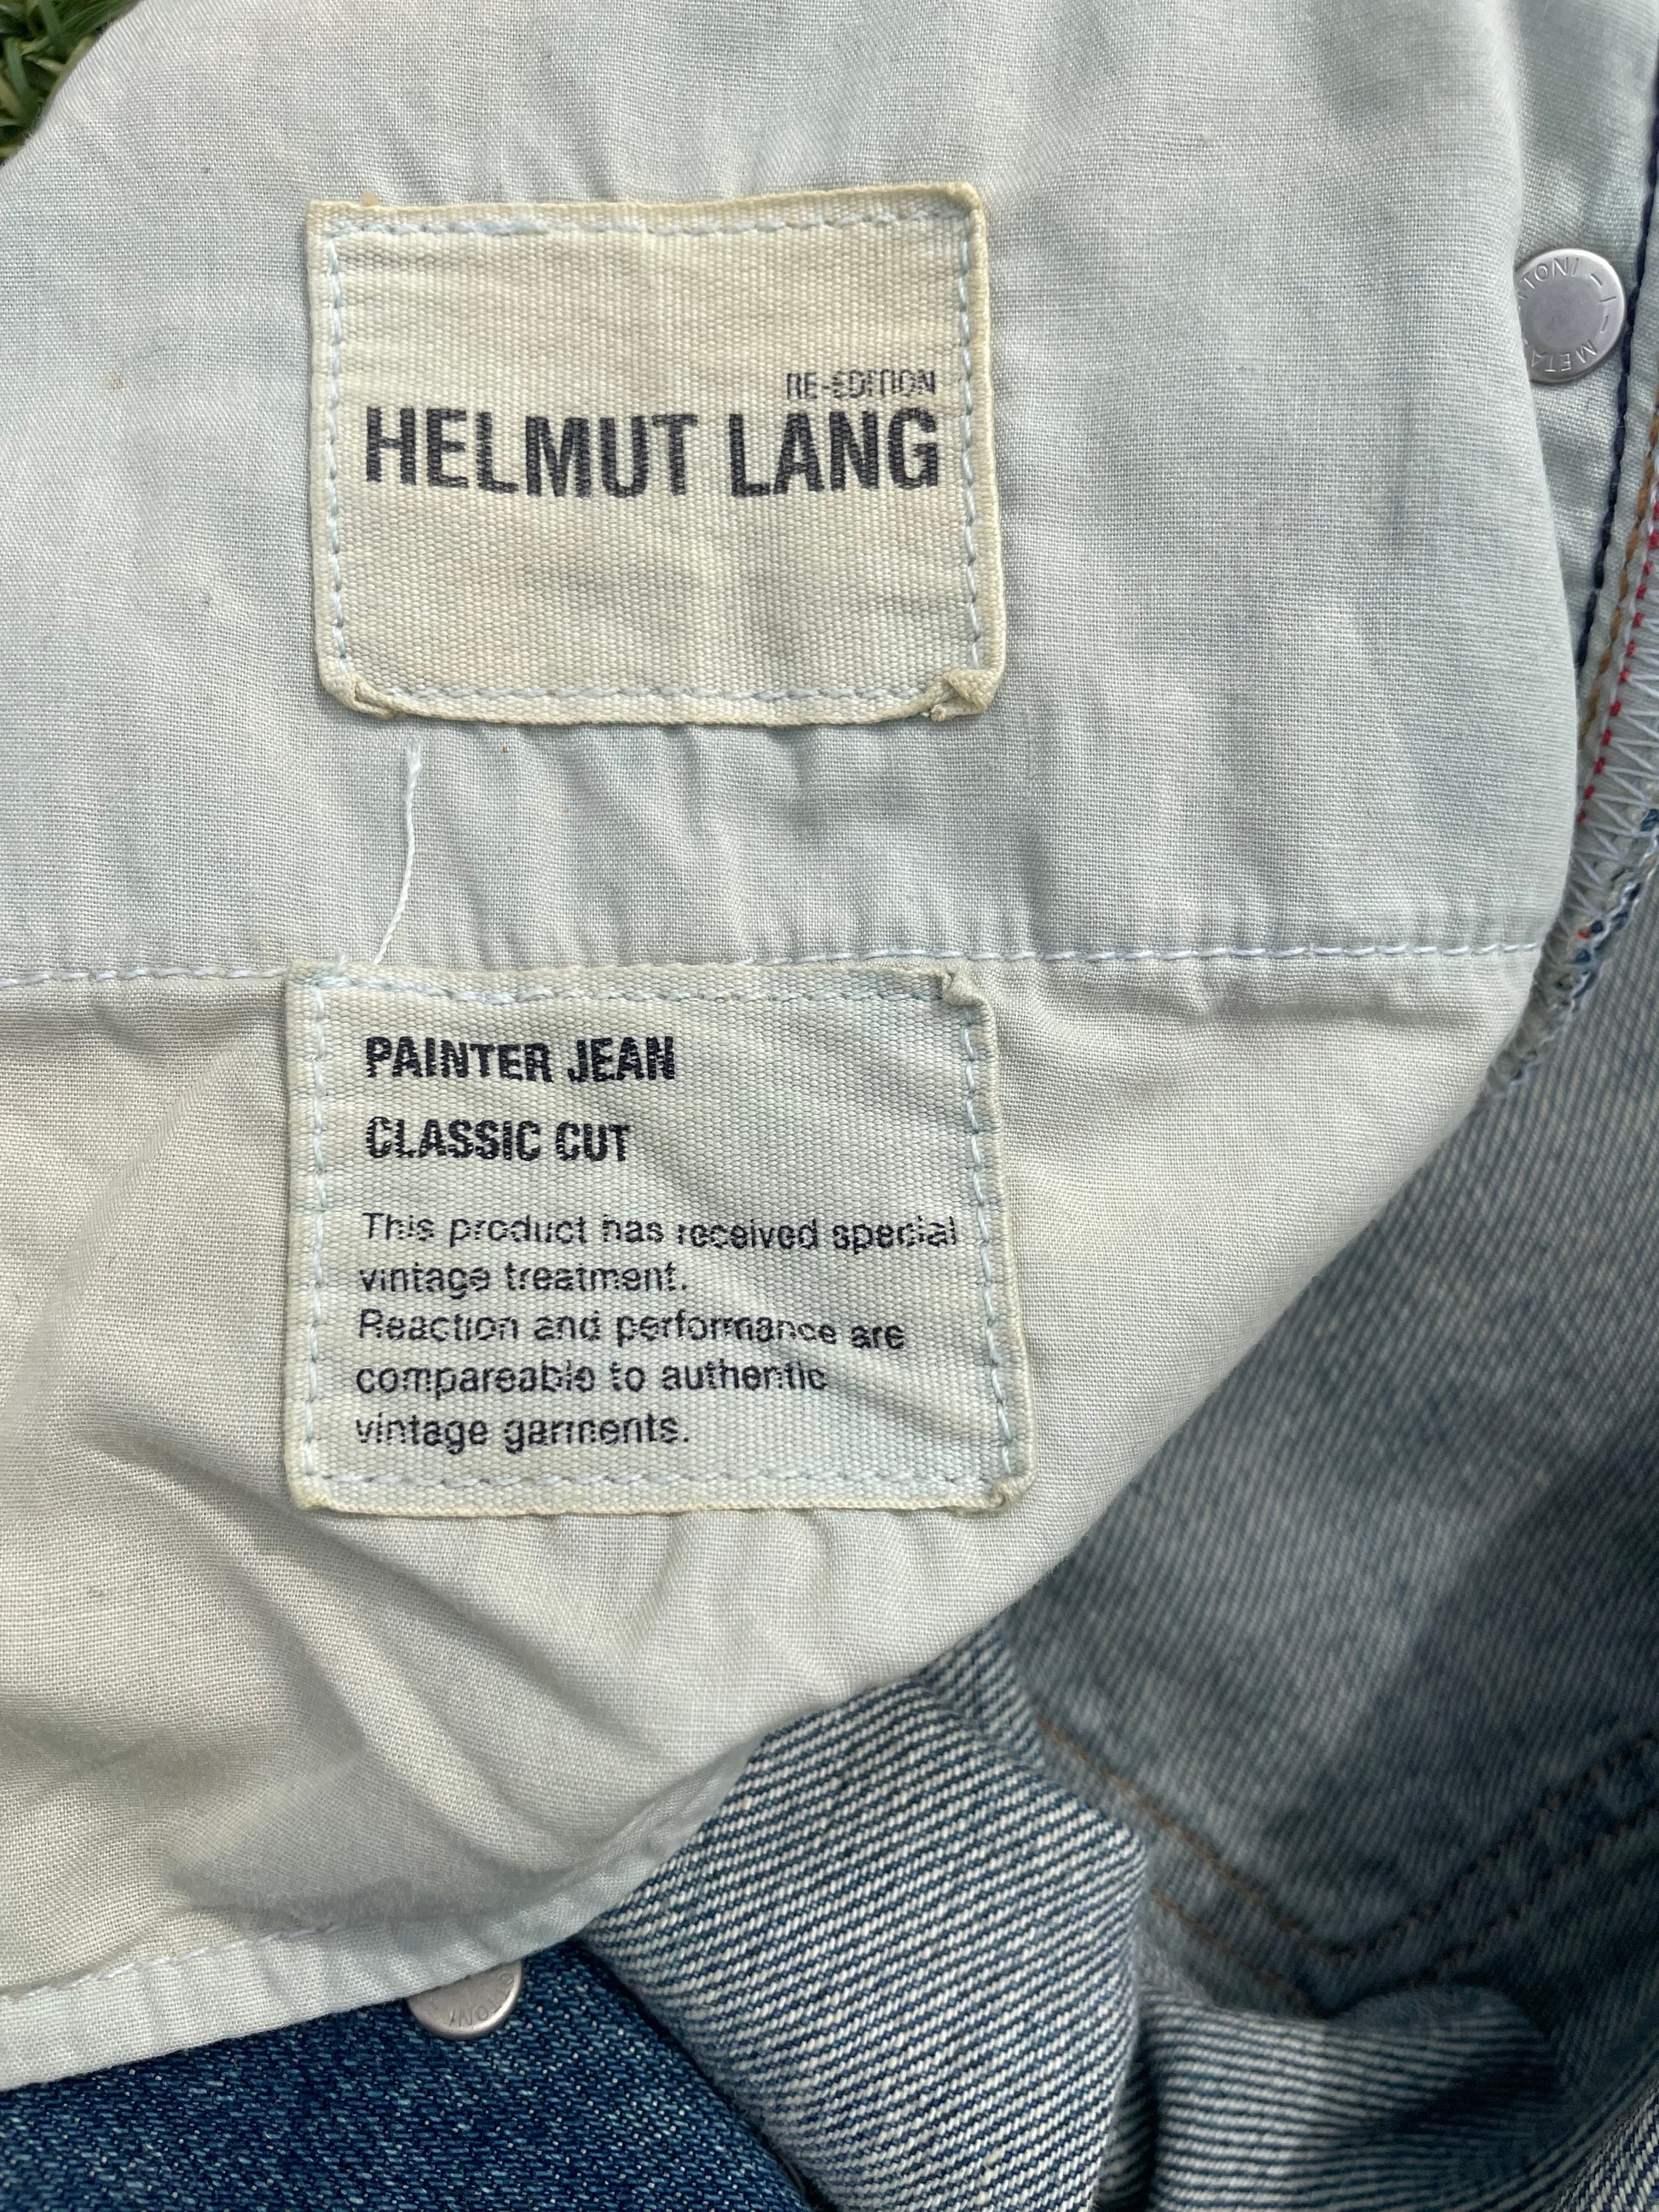 RE-EDITION
HELMUT LANG
PAINTER JEAN
CLASSIC CUT
This product has received special
vintage treatment.
Reaction and performance are
compareable to authentic
vintage garments.